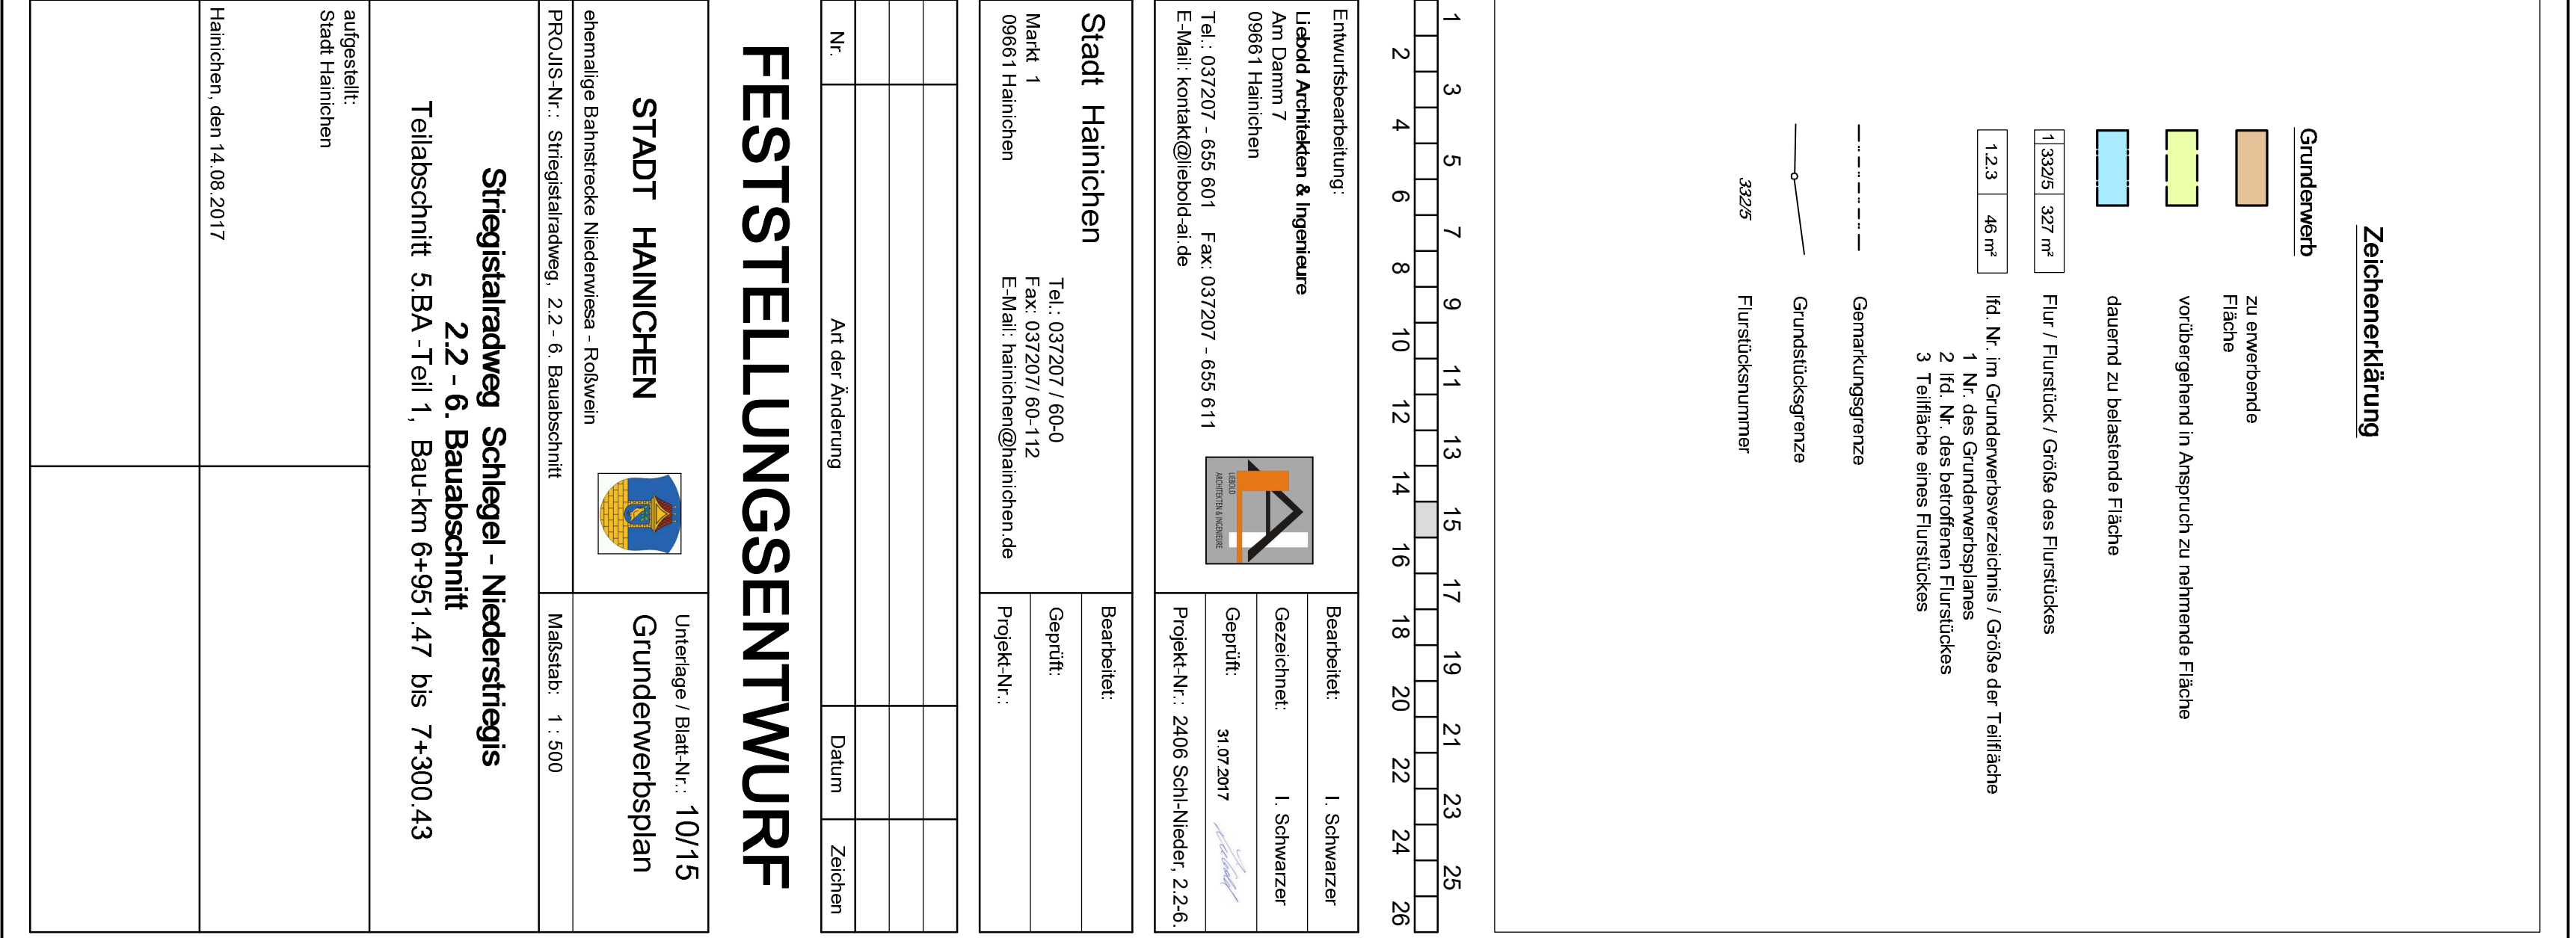 Zeichenerklärung
Grunderwerb
zu erwerbende
Fläche
vorübergehend in Anspruch zu nehmende Fläche
dauernd zu belastende Fläche
1 332/5 327 m² Flur / Flurstück / Größe des Flurstückes
1.2.3 46 m² lfd. Nr. im Grunderwerbsverzeichnis / Größe der Teilfläche
1 Nr. des Grunderwerbsplanes
2 lfd. Nr. des betroffenen Flurstückes
3 Teilfläche eines Flurstückes
Gemarkungsgrenze
Grundstücksgrenze
332/5 Flurstücksnummer
1 2 3 4 5 6 7 8 9 10 11 12 13 14 15 16 17 18 19 20 21 22 23 24 25 26
Entwurfsbearbeitung:
Liebold Architekten & Ingenieure
Am Damm 7
09661 Hainichen
Tel.: 037207 - 655 601 Fax: 037207 - 655 611
E-Mail: kontakt@liebold-ai.de
LIEBOLD
ARCHITEKTEN & INGENIEURE
Bearbeitet: I. Schwarzer
Gezeichnet: I. Schwarzer
Geprüft: 31.07.2017
Projekt-Nr.: 2406 Schl-Nieder, 2.2-6.
Stadt Hainichen
Markt 1
09661 Hainichen
Tel.: 037207 / 60-0
Fax: 037207/ 60-112
E-Mail: hainichen@hainichen.de
Bearbeitet:
Geprüft:
Projekt-Nr.:
Nr. Art der Änderung Datum Zeichen
FESTSTELLUNGSENTWURF
STADT HAINICHEN
ehemalige Bahnstrecke Niederwiesa - Roßwein
PROJIS-Nr.: Striegistalradweg, 2.2 - 6. Bauabschnitt
Unterlage / Blatt-Nr.: 10/15
Grunderwerbsplan
Maßstab: 1 : 500
Striegistalradweg Schlegel - Niederstriegis
2.2 - 6. Bauabschnitt
Teilabschnitt 5.BA -Teil 1, Bau-km 6+951.47 bis 7+300.43
aufgestellt:
Stadt Hainichen
Hainichen, den 14.08.2017